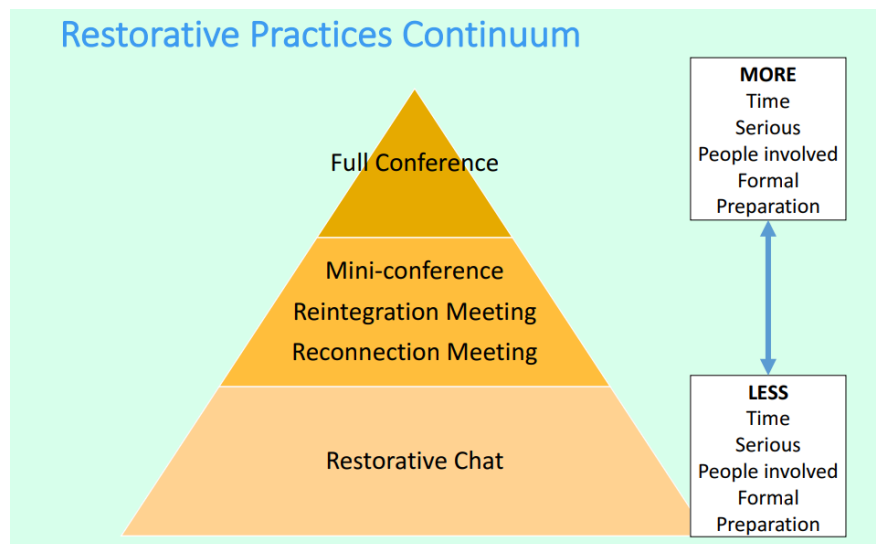 Restorative Practices Continuum
Full Conference
Mini-conference
Reintegration Meeting
Reconnection Meeting
Restorative Chat
MORE
Time
Serious
People involved
Formal
Preparation
LESS
Time
Serious
People involved
Formal
Preparation